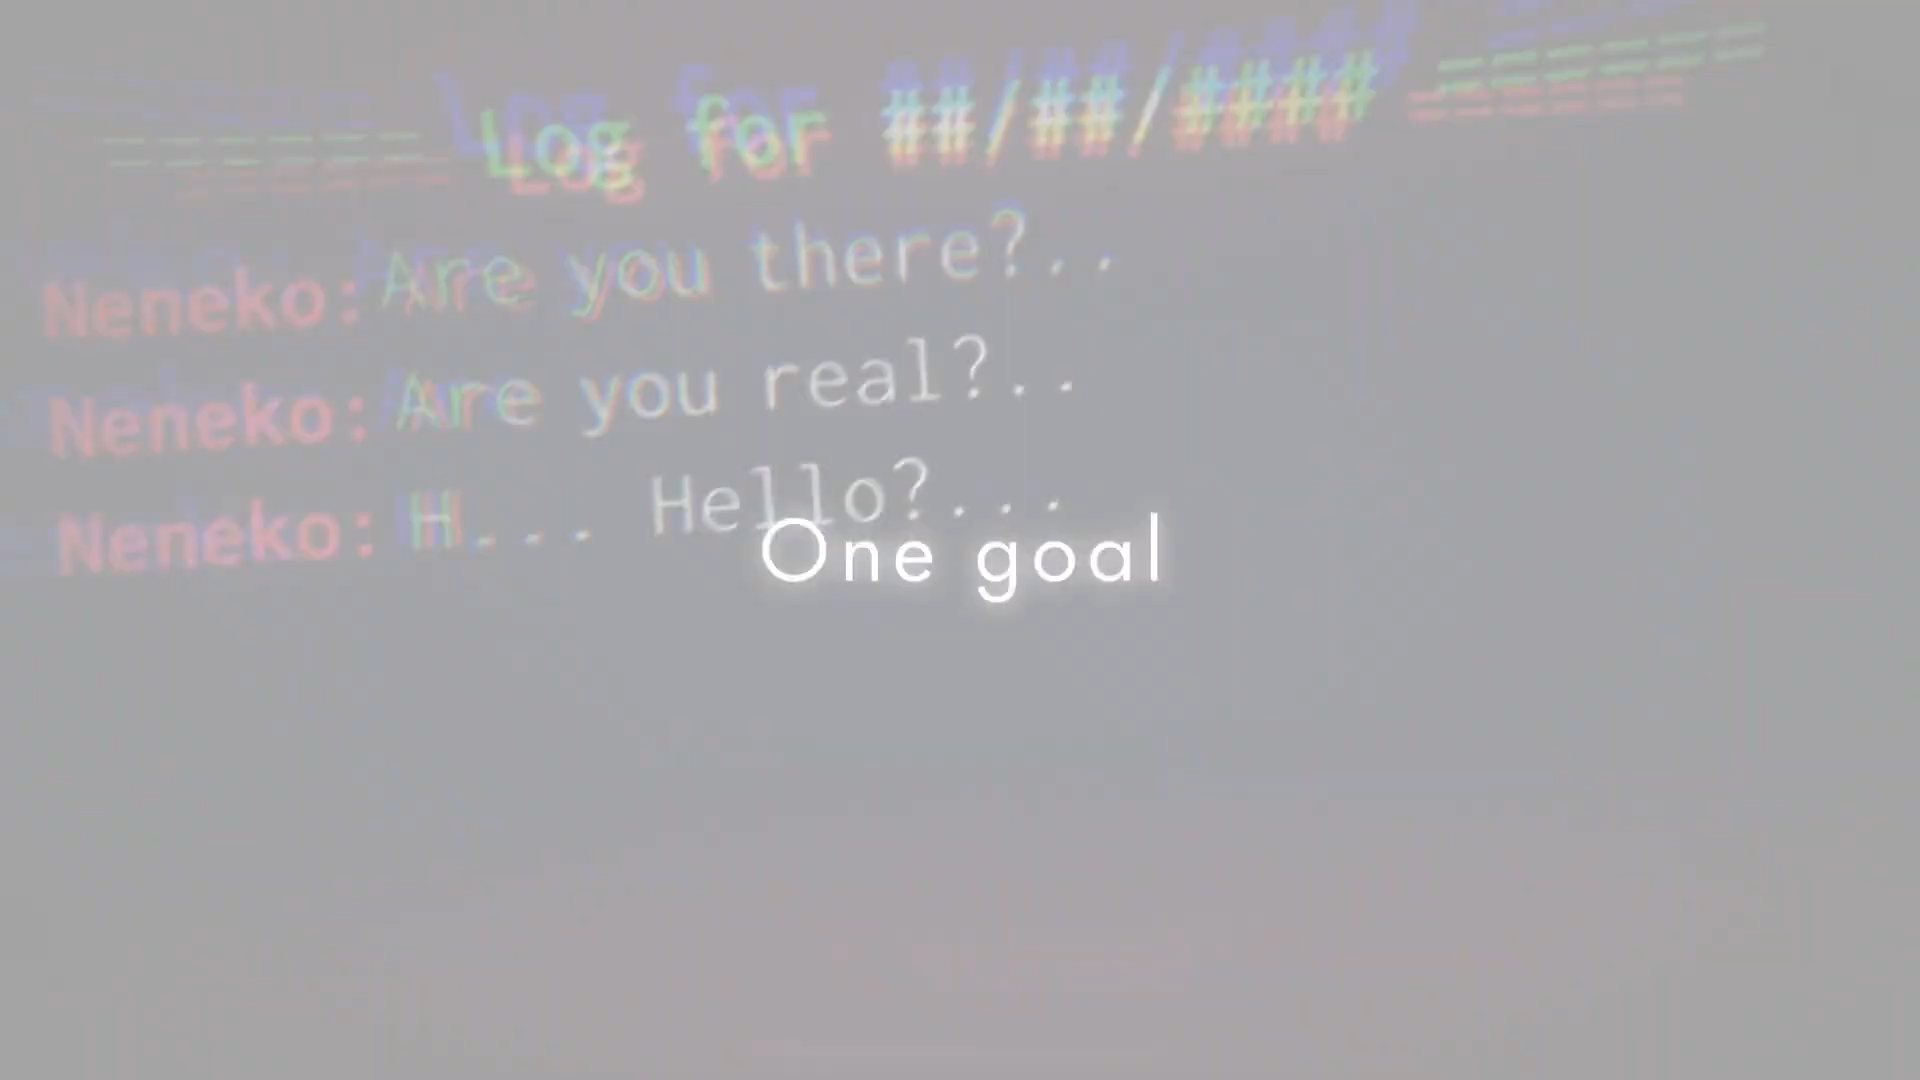 ======= Log for ##/##/#### =======
Neneko: Are you there?..
Neneko: Are you real?..
Neneko: H... Hello?...
One goal